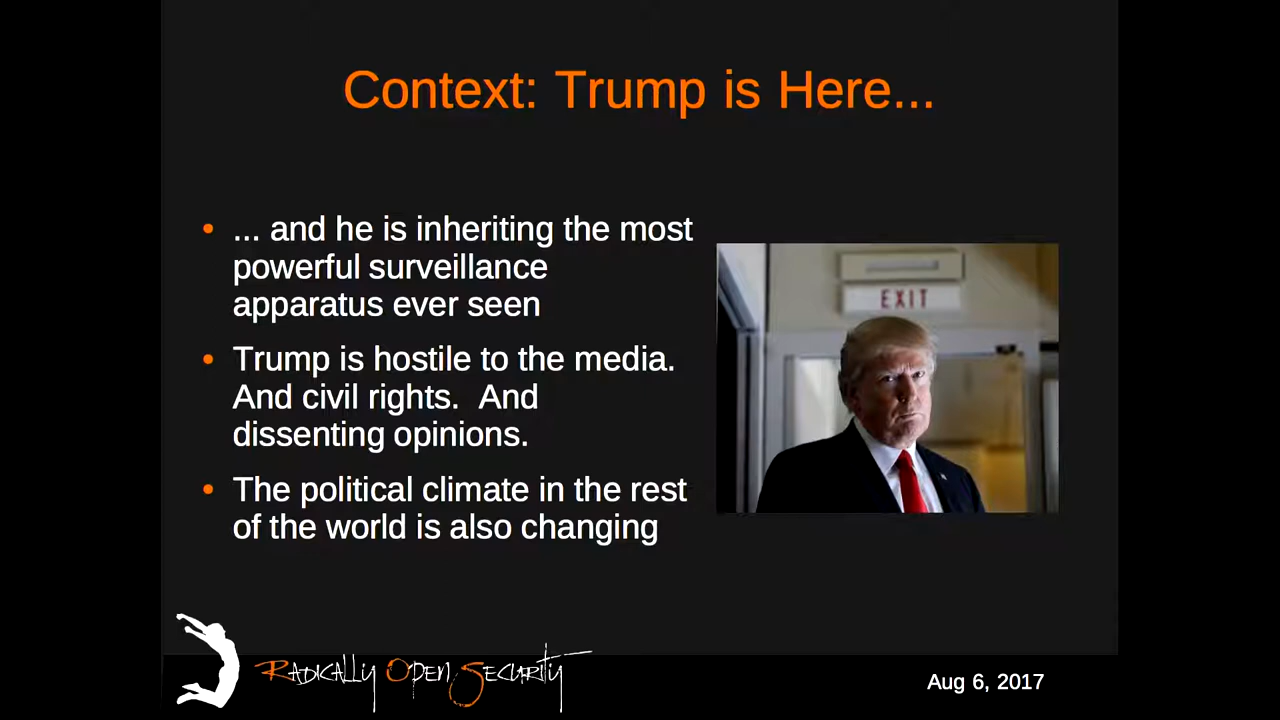 Context: Trump is Here...
... and he is inheriting the most
powerful surveillance
apparatus ever seen
Trump is hostile to the media.
And civil rights.  And
dissenting opinions.
The political climate in the rest
of the world is also changing
EXIT
Radically Open Security
Aug 6, 2017